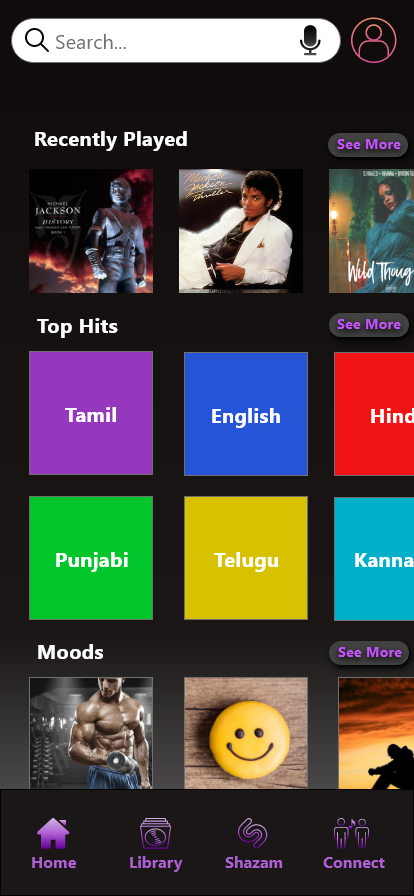 Search...
Recently Played
See More
MICHAEL
JACKSON
HISTORY
BOOK I
Michael
Jackson
Thriller
Wild Thoug
Top Hits
See More
Tamil
English
Hind
Punjabi
Telugu
Kanna
Moods
See More
Home
Library
Shazam
Connect